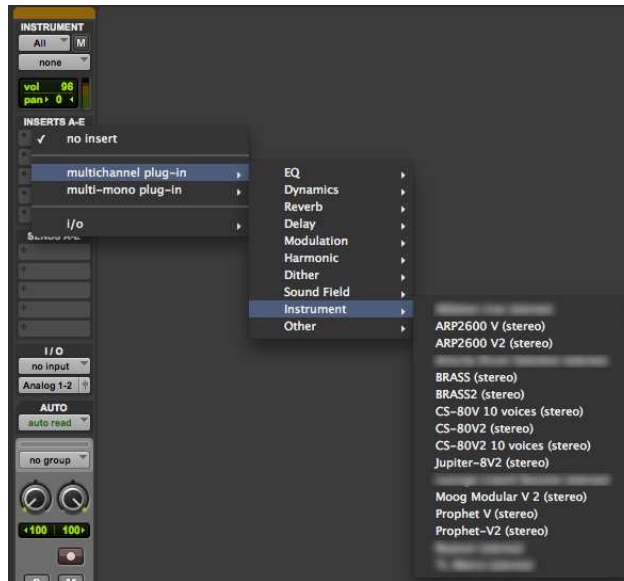 INSTRUMENT
All M
none
vol 96
pan 0
INSERTS A-E
✓ no insert
multichannel plug-in
multi-mono plug-in
i/o
SENDS A-E
EQ
Dynamics
Reverb
Delay
Modulation
Harmonic
Dither
Sound Field
Instrument
Other
ARP2600 V (stereo)
ARP2600 V2 (stereo)
BRASS (stereo)
BRASS2 (stereo)
CS-80V 10 voices (stereo)
CS-80V2 (stereo)
CS-80V2 10 voices (stereo)
Jupiter-8V2 (stereo)
Moog Modular V 2 (stereo)
Prophet V (stereo)
Prophet-V2 (stereo)
I/O
no input
Analog 1-2
AUTO
auto read
no group
100 100
S M